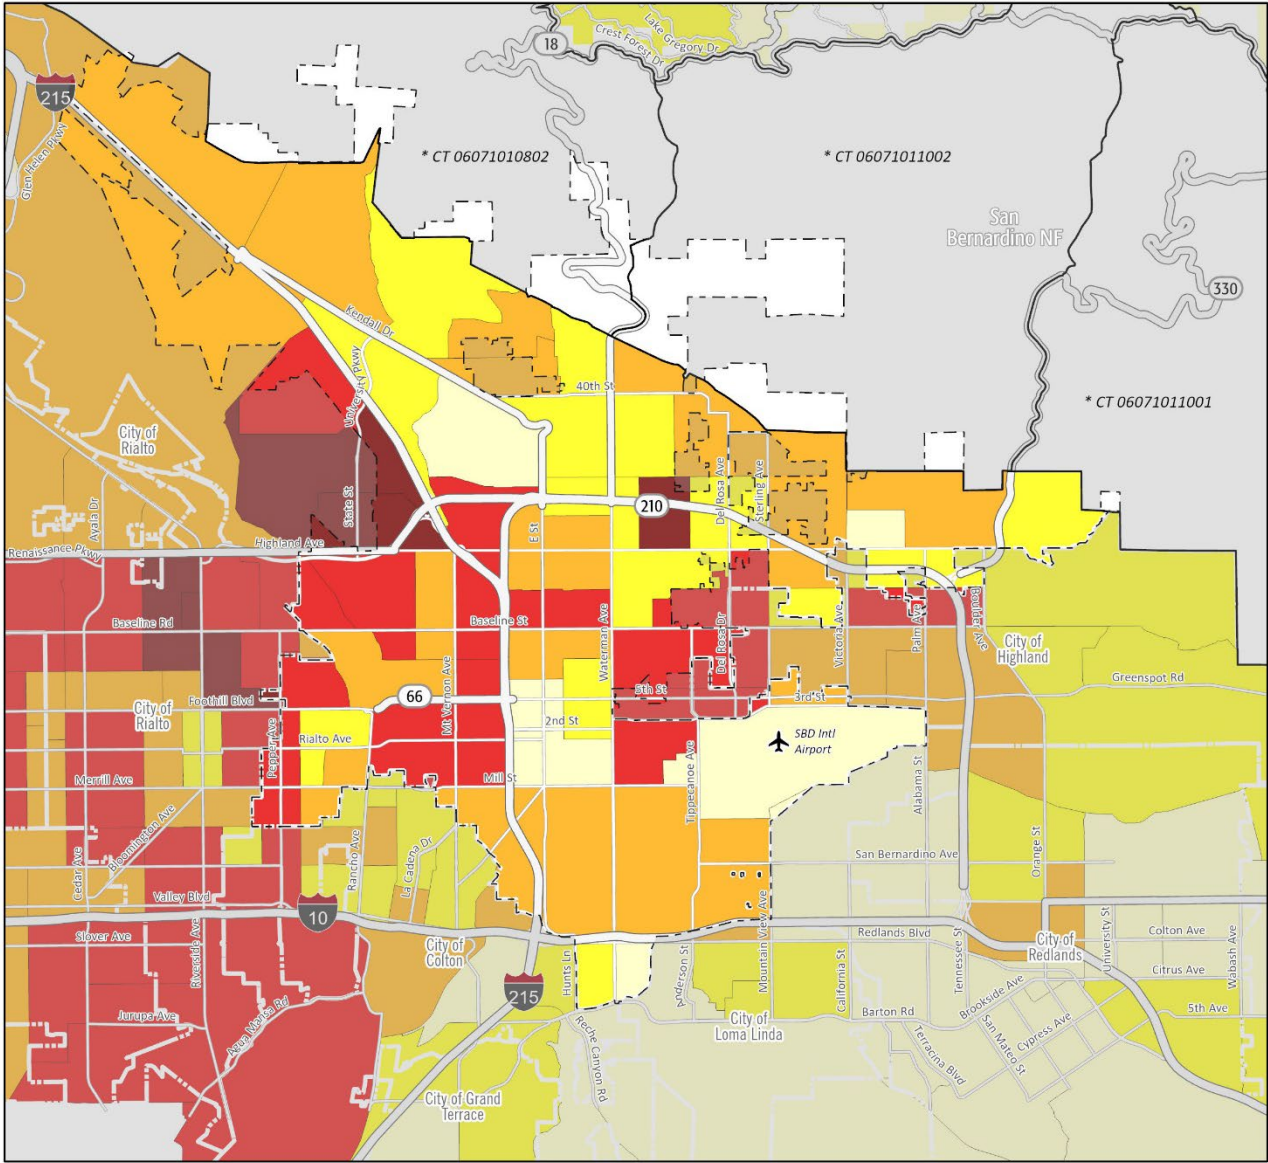 Lake Gregory Dr
Crest Forest Dr
18
215
Glen Helen Pkwy
* CT 06071010802
* CT 06071011002
San
Bernardino NF
330
Kendall Dr
University Pkwy
40th St
* CT 06071011001
City of
Rialto
Ayala Dr
State St
Del Rosa Ave
Sterling Ave
210
E St
Highland Ave
Renaissance Pkwy
Baseline Rd
Baseline St
Waterman Ave
Del Rosa Dr
Victoria Ave
Palm Ave
Boulder Ave
City of
Highland
Greenspot Rd
Mt Vernon Ave
66
5th St
3rd St
Foothill Blvd
City of
Rialto
Pepper Ave
Rialto Ave
2nd St
SBD Intl
Airport
Merrill Ave
Mill St
Tippecanoe Ave
Alabama St
Bloomington Ave
Cedar Ave
Rancho Ave
La Cadena Dr
San Bernardino Ave
Orange St
Valley Blvd
10
Slover Ave
Riverside Ave
City of
Colton
215
Hunts Ln
Anderson St
Mountain View Ave
California St
Redlands Blvd
Tennessee St
City of
Redlands
University St
Colton Ave
Wabash Ave
Citrus Ave
5th Ave
Jurupa Ave
Agua Mansa Rd
City of
Loma Linda
Barton Rd
Brookside Ave
San Mateo St
Cypress Ave
Terracina Blvd
Reche Canyon Rd
City of Grand
Terrace